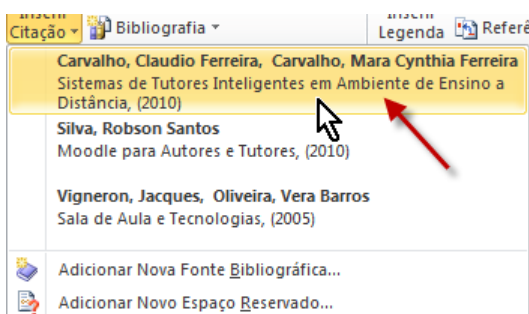 Inserir
Citação Bibliografia Legenda Referê
Carvalho, Claudio Ferreira, Carvalho, Mara Cynthia Ferreira
Sistemas de Tutores Inteligentes em Ambiente de Ensino a
Distância, (2010)
Silva, Robson Santos
Moodle para Autores e Tutores, (2010)
Vigneron, Jacques, Oliveira, Vera Barros
Sala de Aula e Tecnologias, (2005)
Adicionar Nova Fonte Bibliográfica...
Adicionar Novo Espaço Reservado...